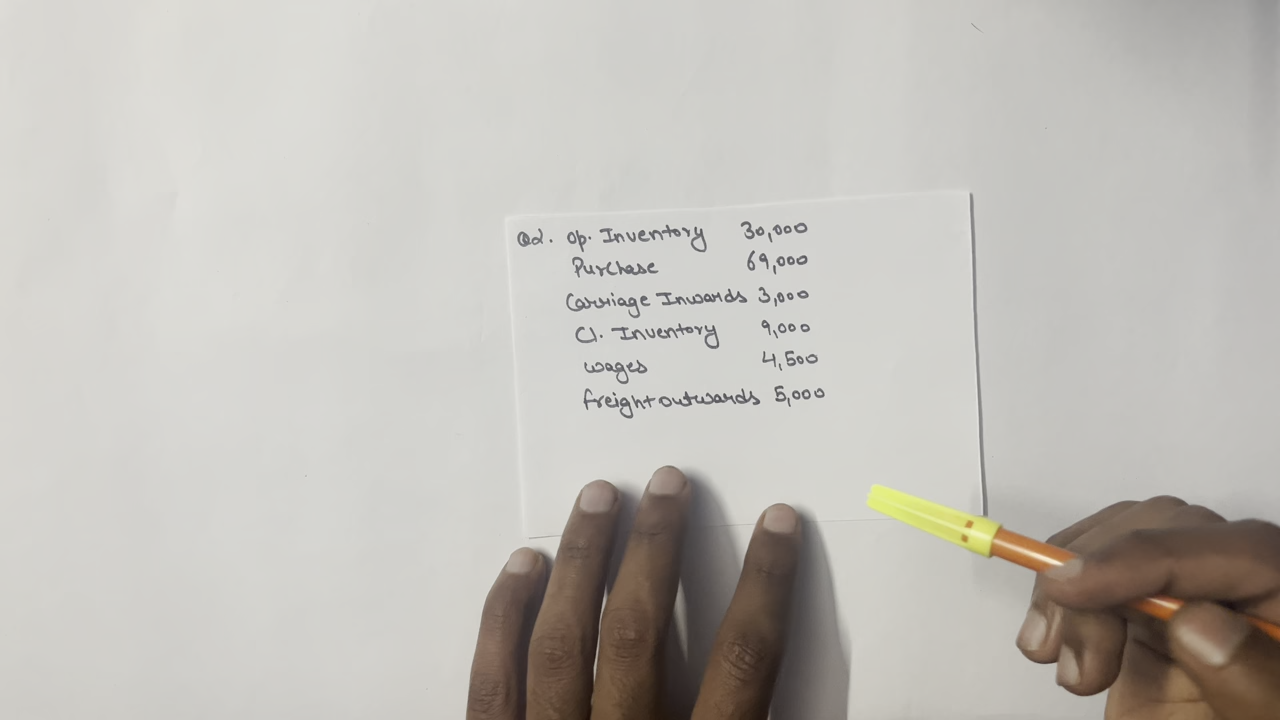 Q2. Op. Inventory 30,000
Purchase 69,000
Carriage Inwards 3,000
Cl. Inventory 9,000
wages 4,500
freight outwards 5,000